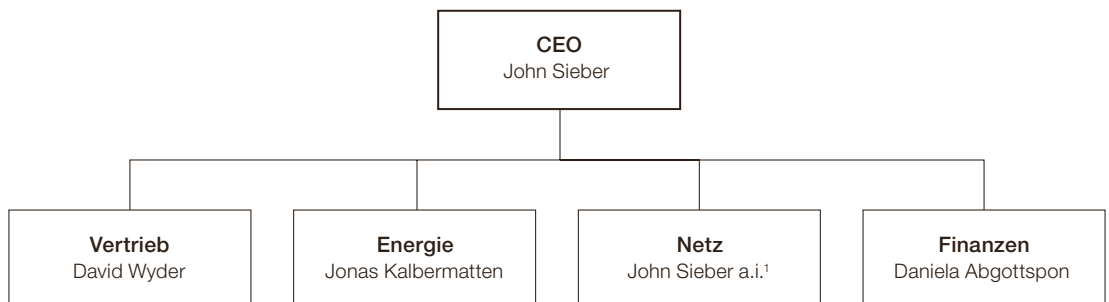 CEO
John Sieber
Vertrieb
David Wyder
Energie
Jonas Kalbermatten
Netz
John Sieber a.i.¹
Finanzen
Daniela Abgottspon